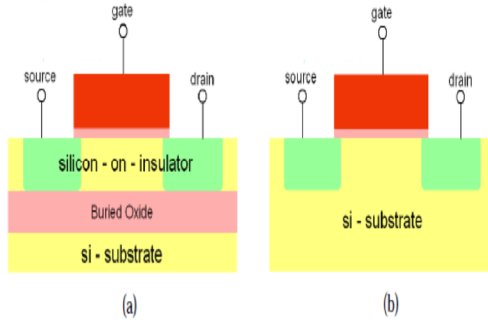 gate
source
drain
silicon - on - insulator
Buried Oxide
si - substrate
(a)
gate
source
drain
si - substrate
(b)